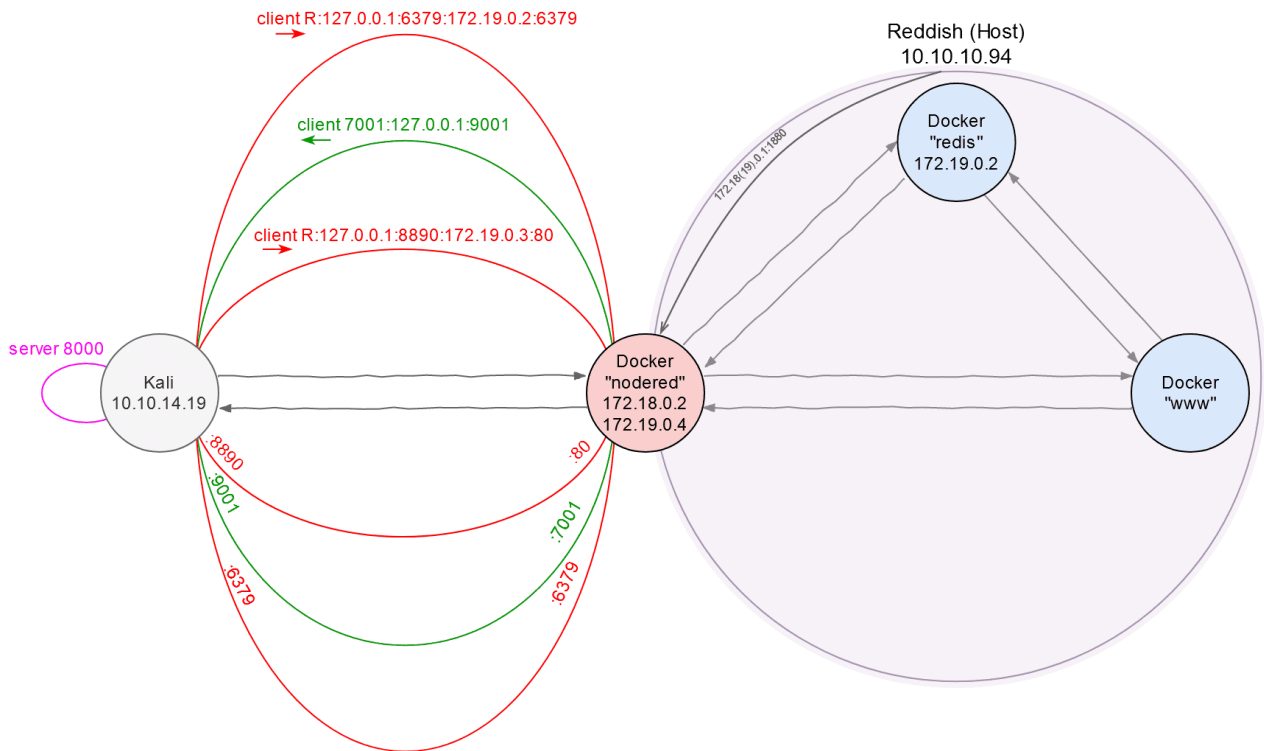 client R:127.0.0.1:6379:172.19.0.2:6379
Reddish (Host)
10.10.10.94
client 7001:127.0.0.1:9001
Docker
"redis"
172.19.0.2
172.18(19).0.1:1880
client R:127.0.0.1:8890:172.19.0.3:80
server 8000
Kali
10.10.14.19
Docker
"nodered"
172.18.0.2
172.19.0.4
Docker
"www"
:8890
:80
:9001
:7001
:6379
:6379